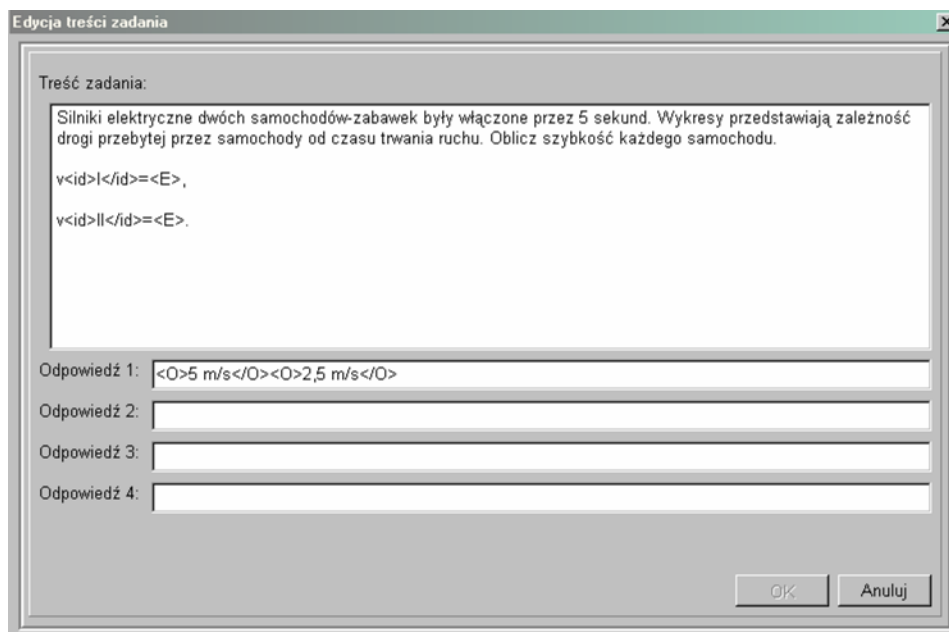 Edycja treści zadania
Treść zadania:
Silniki elektryczne dwóch samochodów-zabawek były włączone przez 5 sekund. Wykresy przedstawiają zależność
drogi przebytej przez samochody od czasu trwania ruchu. Oblicz szybkość każdego samochodu.
v<id>I</id>=<E>,
v<id>II</id>=<E>.
Odpowiedź 1: <O>5 m/s</O><O>2,5 m/s</O>
Odpowiedź 2:
Odpowiedź 3:
Odpowiedź 4:
OK Anuluj